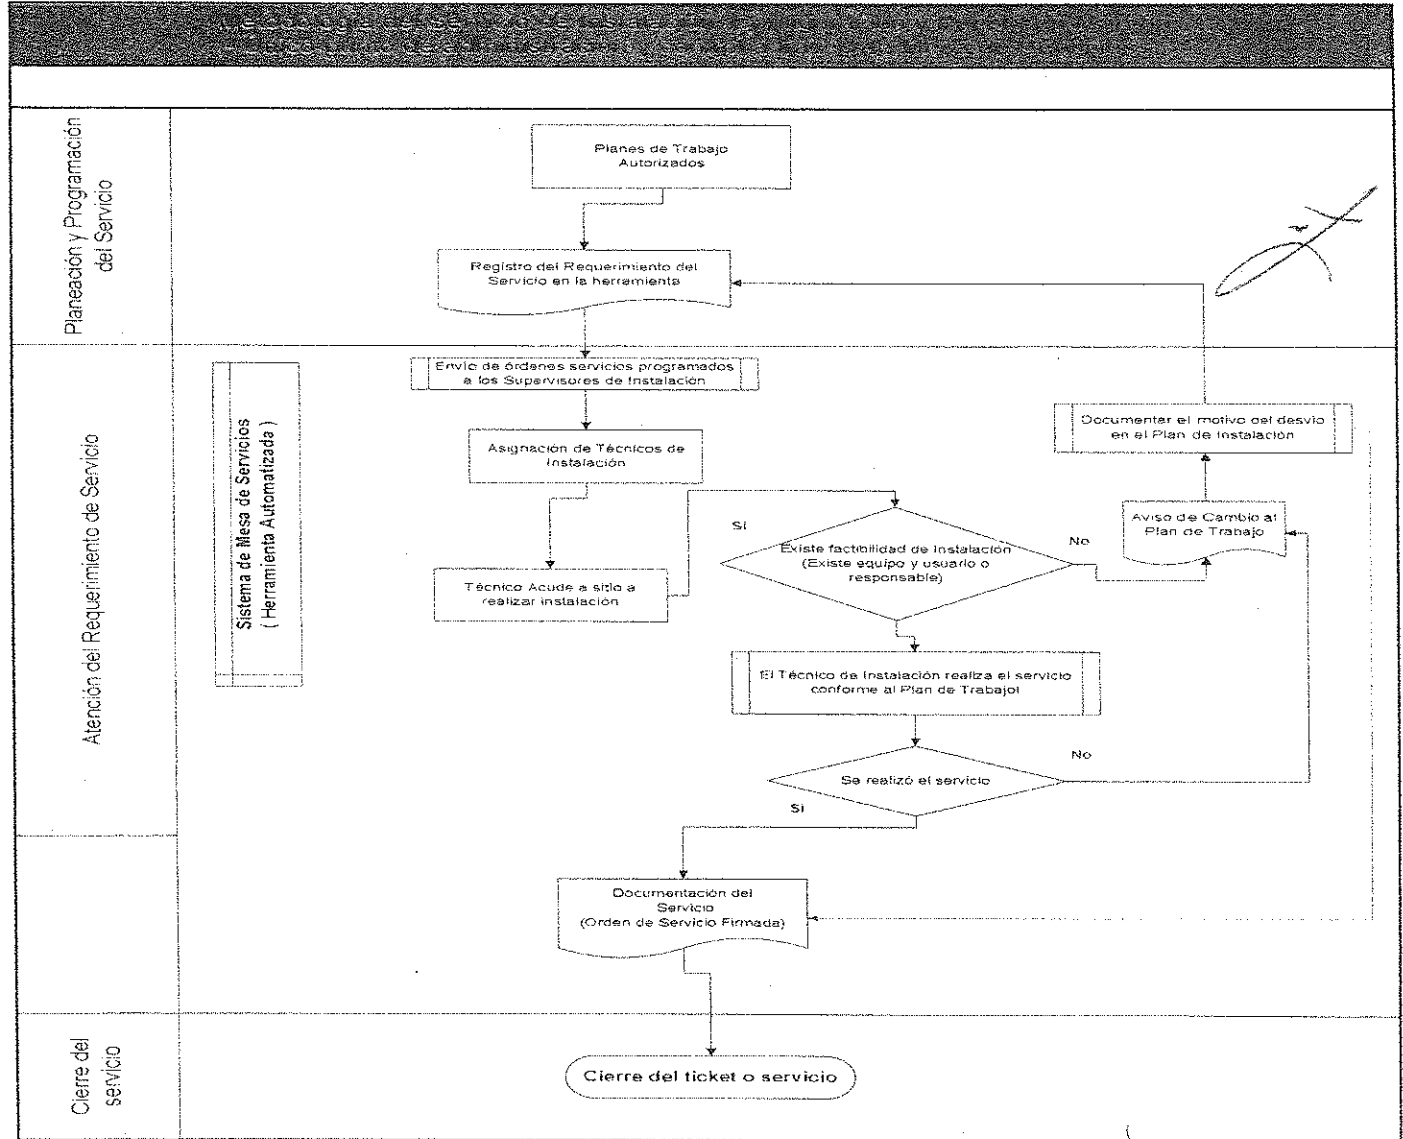 Planeación y Programación
del Servicio
Planes de Trabajo
Autorizados
Registro del Requerimiento del
Servicio en la herramienta
Atención del Requerimiento de Servicio
Sistema de Mesa de Servicios
( Herramienta Automatizada )
Envío de órdenes servicios programados
a los Supervisores de Instalación
Asignación de Técnicos de
Instalación
Técnico Acude a sitio a
realizar instalación
Si
Existe factibilidad de Instalación
(Existe equipo y usuario o
responsable)
No
Documentar el motivo del desvío
en el Plan de Instalación
Aviso de Cambio al
Plan de Trabajo
El Técnico de Instalación realiza el servicio
conforme al Plan de Trabajol
Se realizó el servicio
No
Si
Documentación del
Servicio
(Orden de Servicio Firmada)
Cierre del
servicio
Cierre del ticket o servicio